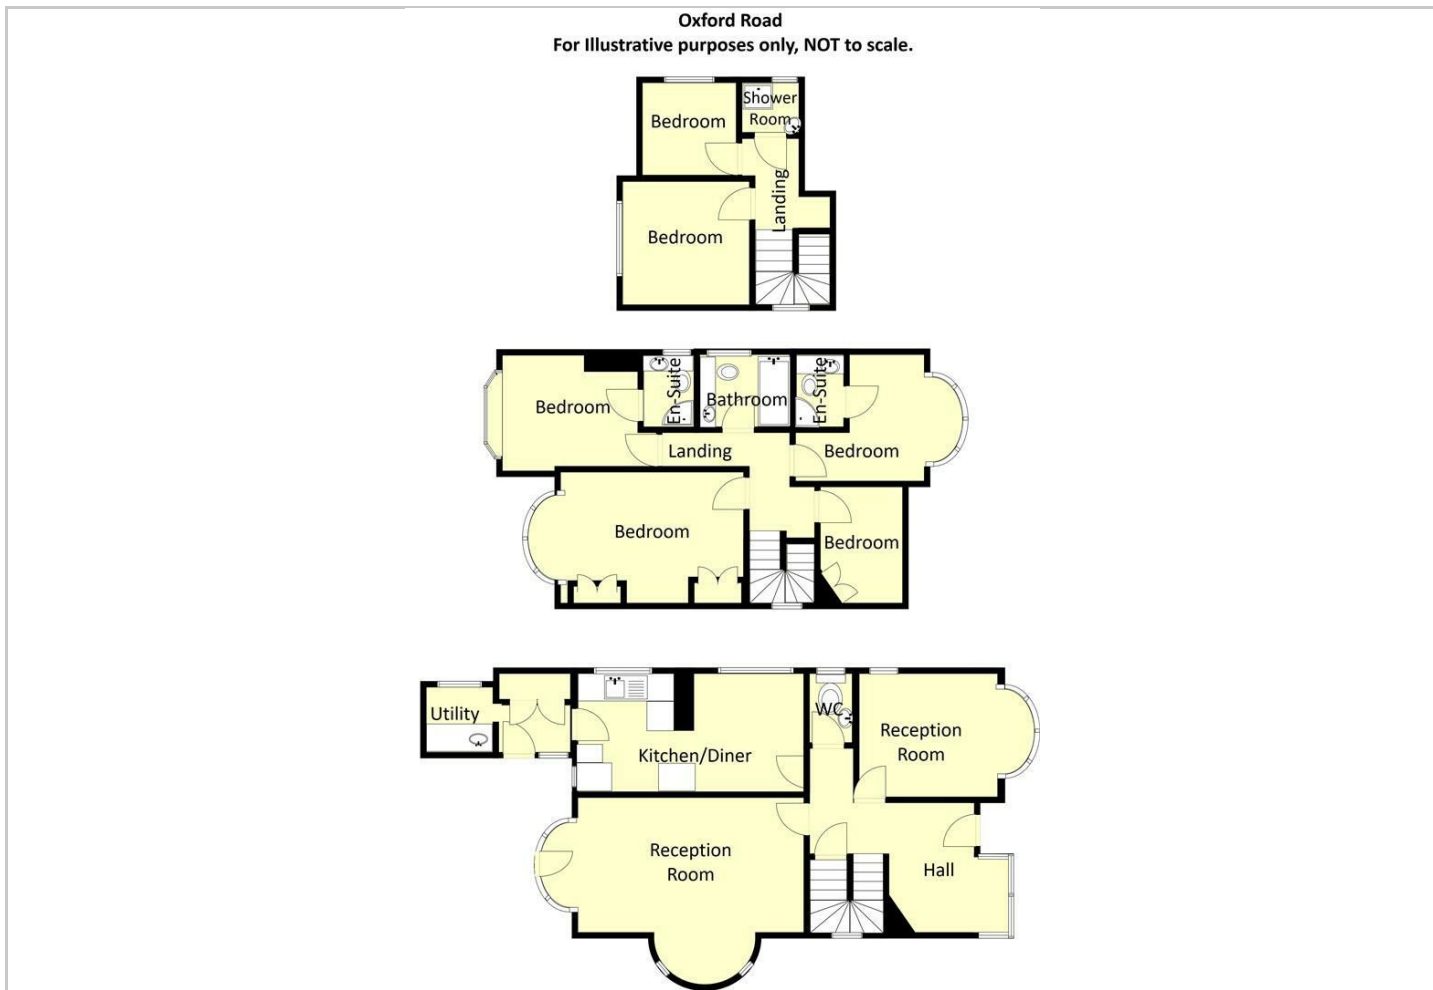 Oxford Road
For Illustrative purposes only, NOT to scale.
Shower
Room
Bedroom
Landing
Bedroom
En-Suite
Bathroom
En-Suite
Bedroom
Landing
Bedroom
Bedroom
Bedroom
WC
Utility
Reception
Room
Kitchen/Diner
Reception
Room
Hall